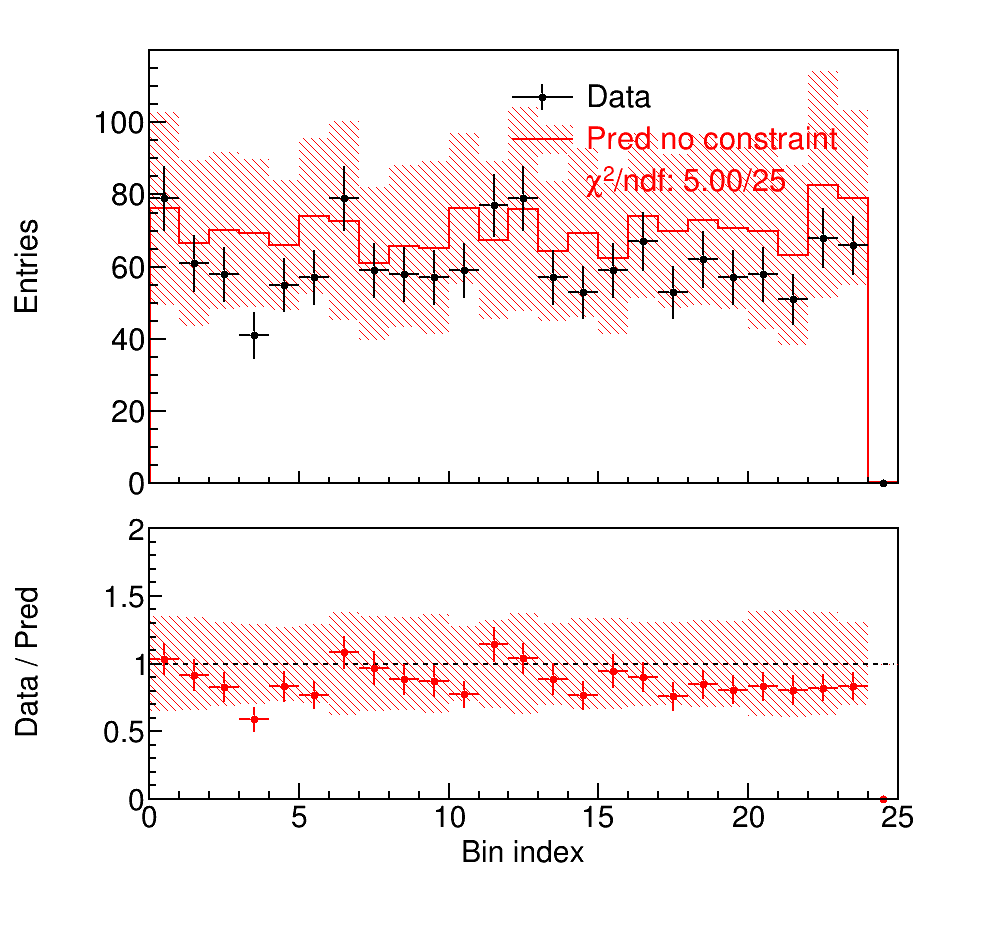 Entries
100
80
60
40
20
0
Data
Pred no constraint
χ²/ndf: 5.00/25
Data / Pred
2
1.5
1
0.5
0
0 5 10 15 20 25
Bin index